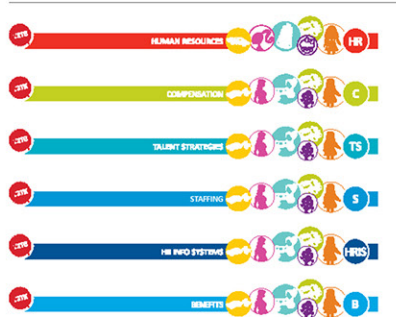 HUMAN RESOURCES HR
COMPENSATION C
TALENT STRATEGIES TS
STAFFING S
HR INFO SYSTEMS HRIS
BENEFITS B